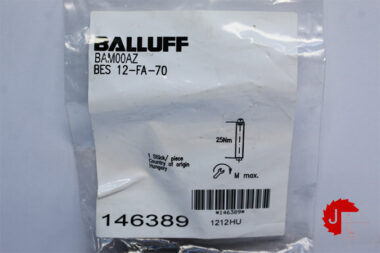 BALLUFF
BAM00AZ
BES 12-FA-70
25Nm
1 Stück/ piece
Country of origin
Hungary
M max.
*146389*
146389
1212HU